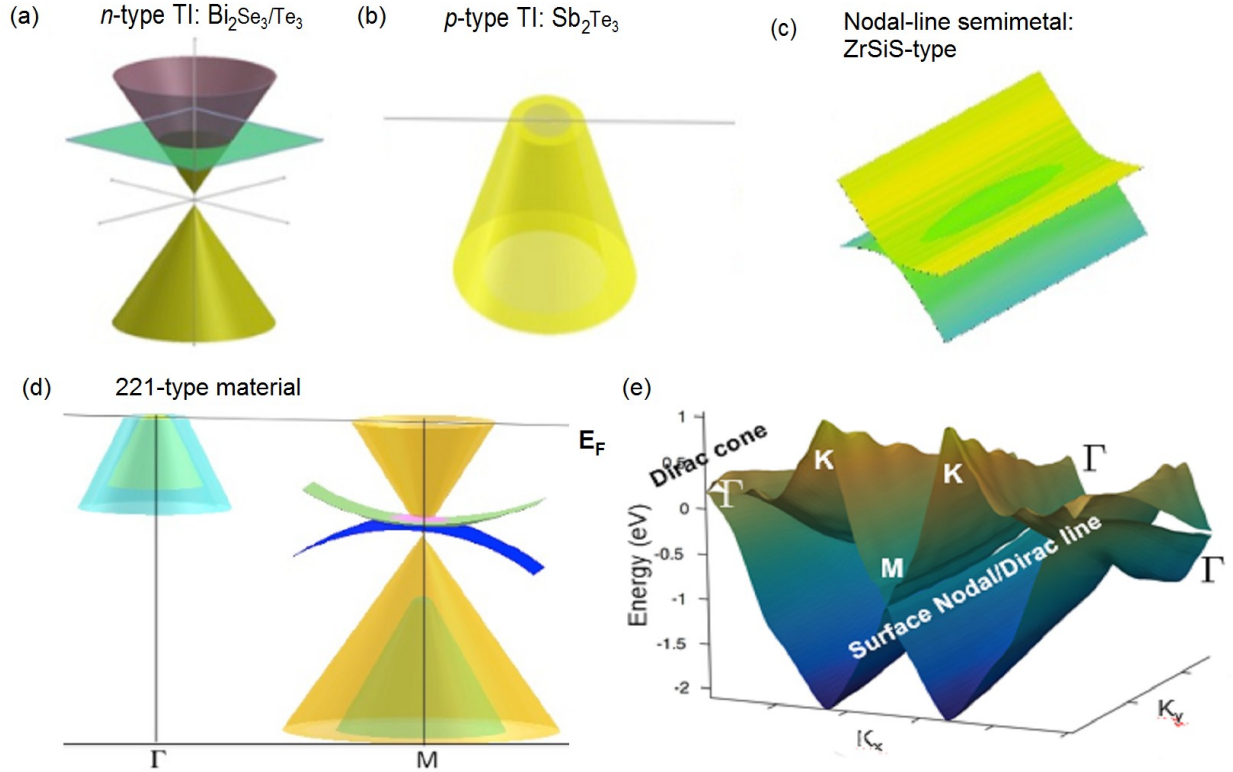 (a)
n-type TI: Bi2Se3/Te3
(b)
p-type TI: Sb2Te3
(c)
Nodal-line semimetal:
ZrSiS-type
(d)
221-type material
EF
Γ
M
(e)
1
0.5
0
-0.5
-1
-1.5
-2
Energy (eV)
Dirac cone
Γ
K
K
Γ
M
Surface Nodal/Dirac line
Γ
Kx
Ky